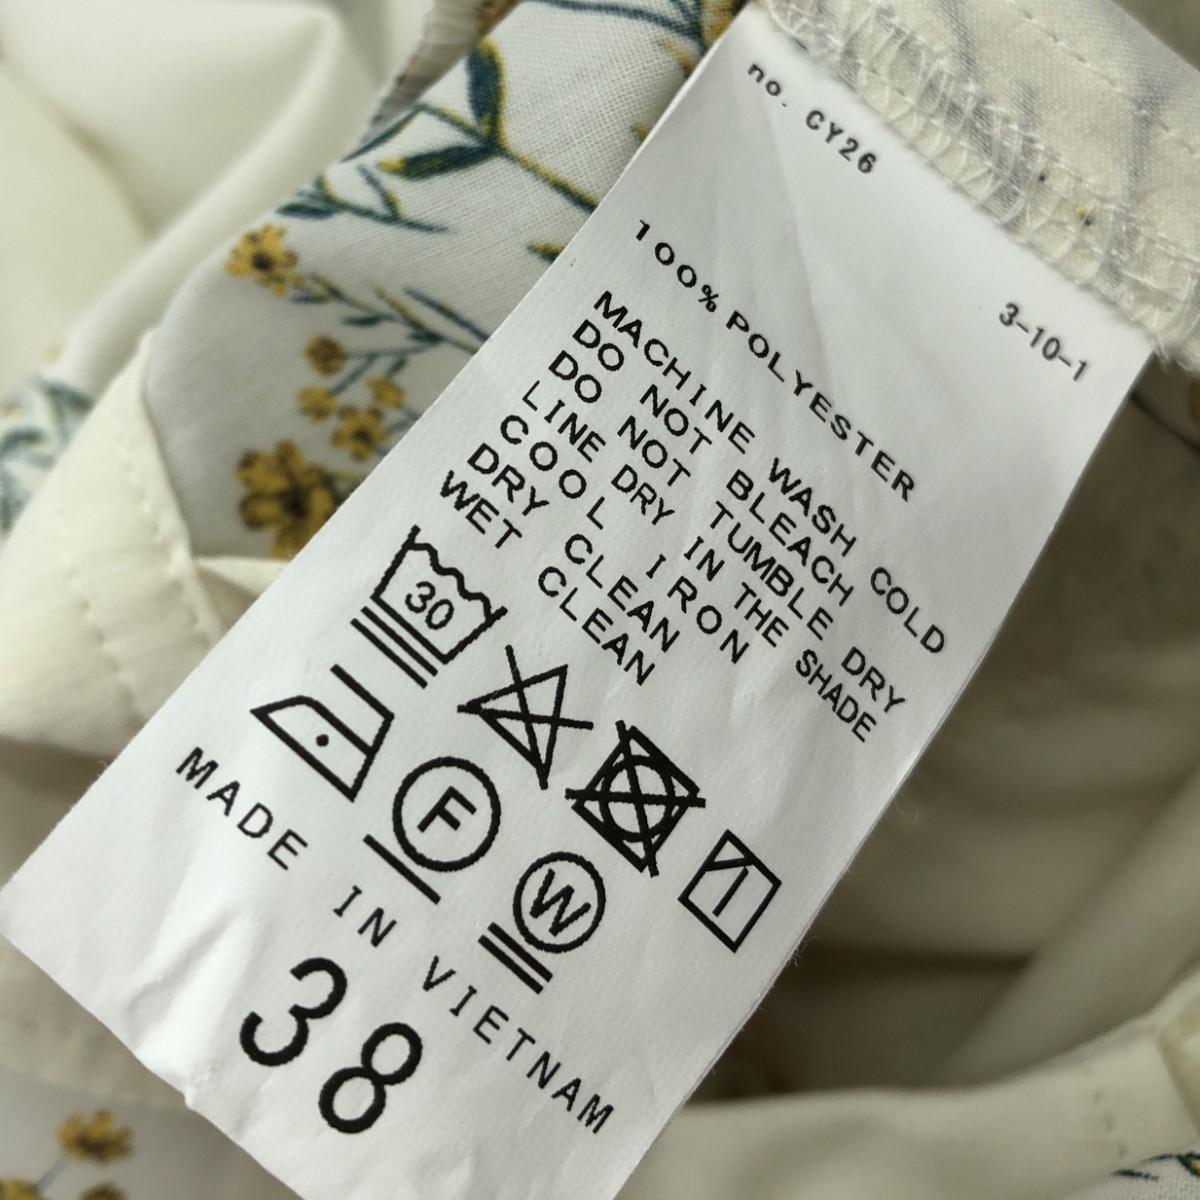 no. CY26
3-10-1
100% POLYESTER
MACHINE WASH COLD
DO NOT BLEACH
DO NOT TUMBLE DRY
LINE DRY IN THE SHADE
COOL IRON
DRY CLEAN
WET CLEAN
30
F
W
MADE IN VIETNAM
38